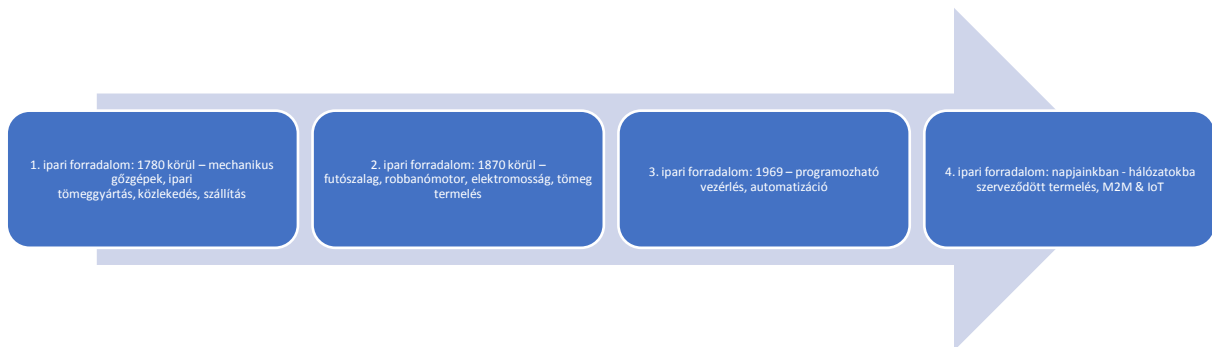 1. ipari forradalom: 1780 körül – mechanikus
gőzgépek, ipari
tömeggyártás, közlekedés, szállítás
2. ipari forradalom: 1870 körül –
futószalag, robbanómotor, elektromosság, tömeg
termelés
3. ipari forradalom: 1969 – programozható
vezérlés, automatizáció
4. ipari forradalom: napjainkban - hálózatokba
szerveződött termelés, M2M & IoT